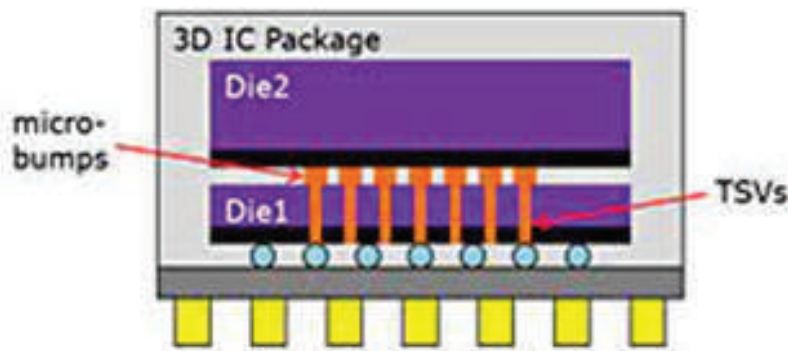 3D IC Package
Die2
micro-
bumps
Die1
TSVs